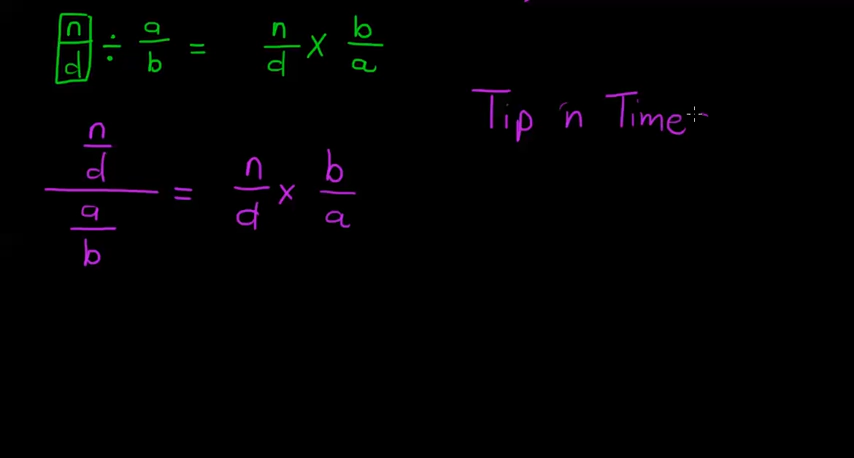 n/d ÷ a/b = n/d × b/a
Tip 'n Time-
(n/d)/(a/b) = n/d × b/a